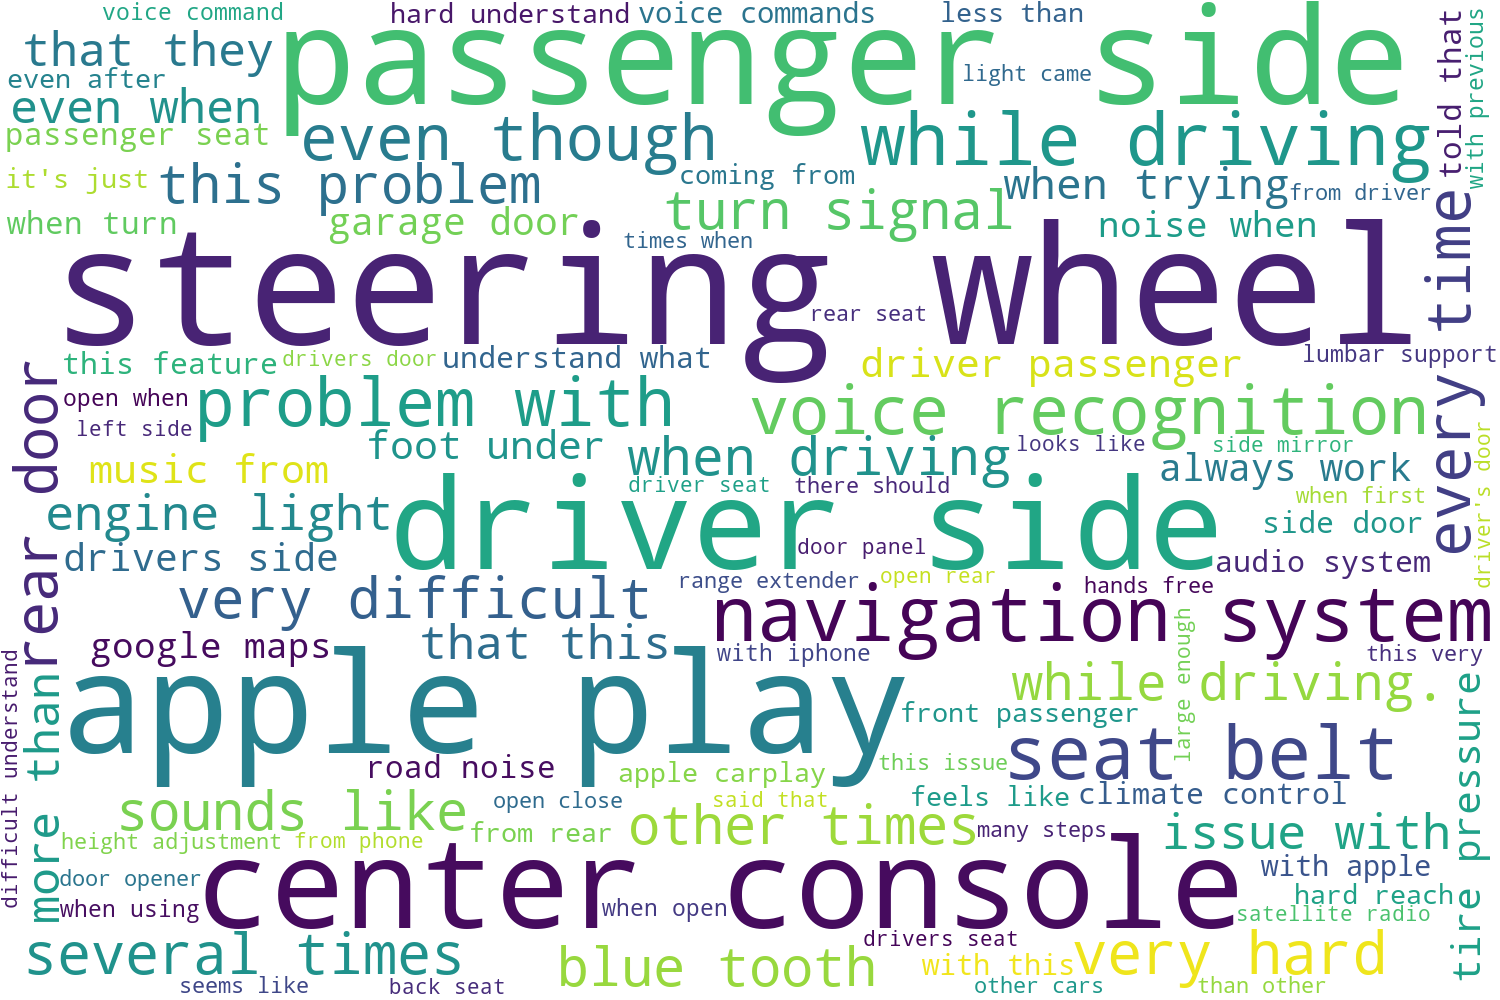 voice command
hard understand
voice commands
less than
that they
passenger side
told that
with previous
even after
light came
even when
even though
while driving
passenger seat
it's just
this problem
coming from
when trying
from driver
when turn
garage door
turn signal
noise when
times when
steering wheel
every time
rear seat
this feature
drivers door
understand what
driver passenger
lumbar support
open when
problem with
voice recognition
left side
foot under
when driving
looks like
side mirror
music from
always work
driver seat
there should
when first
driver's door
engine light
driver side
side door
rear door
drivers side
door panel
audio system
range extender
open rear
hands free
very difficult
navigation system
google maps
that this
with iphone
this very
difficult understand
more than
apple play
large enough
while driving.
tire pressure
front passenger
seat belt
road noise
apple carplay
this issue
sounds like
open close
said that
feels like
climate control
height adjustment
from phone
from rear
other times
many steps
issue with
door opener
center console
with apple
when using
when open
hard reach
satellite radio
several times
blue tooth
drivers seat
with this
very hard
seems like
back seat
other cars
than other